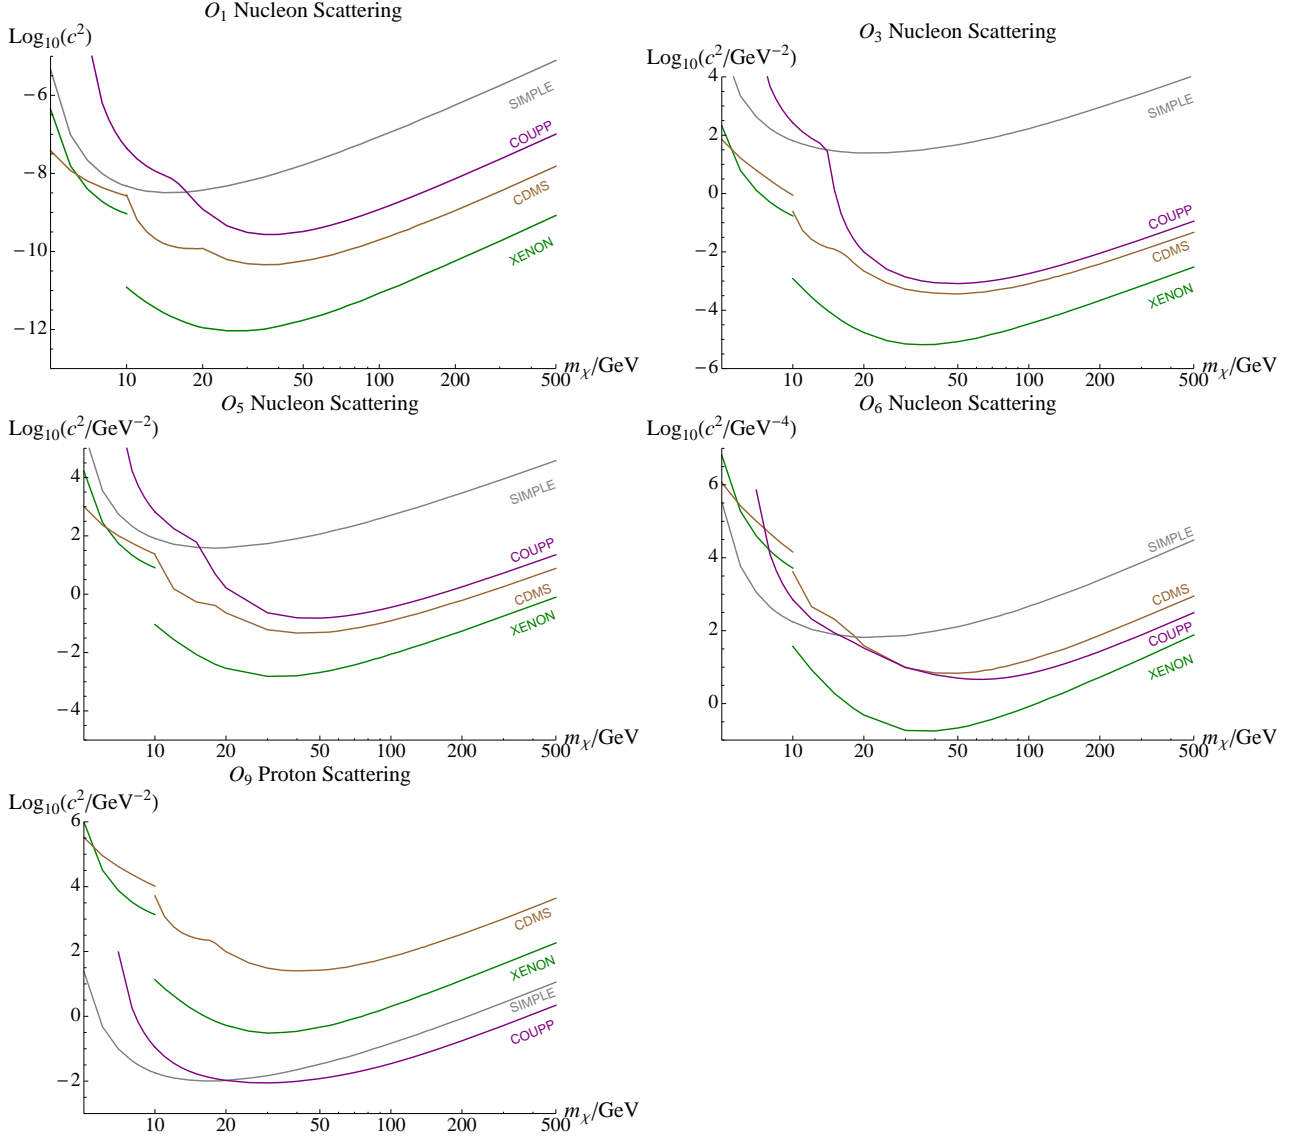 O₁ Nucleon Scattering
Log₁₀(c²)
−6
−8
−10
−12
SIMPLE
COUPP
CDMS
XENON
10 20 50 100 200 500
mχ/GeV
O₃ Nucleon Scattering
Log₁₀(c²/GeV⁻²)
4
2
0
−2
−4
−6
SIMPLE
COUPP
CDMS
XENON
10 20 50 100 200 500
mχ/GeV
O₅ Nucleon Scattering
Log₁₀(c²/GeV⁻²)
4
2
0
−2
−4
SIMPLE
COUPP
CDMS
XENON
10 20 50 100 200 500
mχ/GeV
O₆ Nucleon Scattering
Log₁₀(c²/GeV⁻⁴)
6
4
2
0
SIMPLE
CDMS
COUPP
XENON
10 20 50 100 200 500
mχ/GeV
O₉ Proton Scattering
Log₁₀(c²/GeV⁻²)
6
4
2
0
−2
CDMS
XENON
SIMPLE
COUPP
10 20 50 100 200 500
mχ/GeV